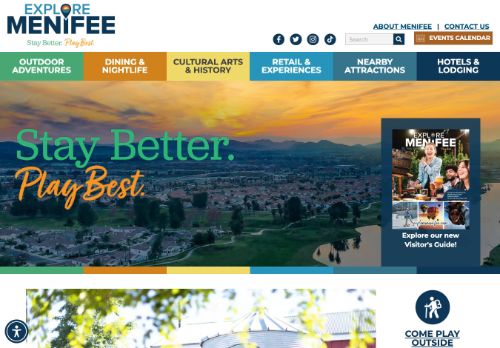 EXPLORE
MENIFEE
Stay Better. Play Best.
ABOUT MENIFEE | CONTACT US
Search
EVENTS CALENDAR
OUTDOOR
ADVENTURES
DINING &
NIGHTLIFE
CULTURAL ARTS
& HISTORY
RETAIL &
EXPERIENCES
NEARBY
ATTRACTIONS
HOTELS &
LODGING
Stay Better.
Play Best.
EXPLORE
MENIFEE
Explore our new
Visitor's Guide!
COME PLAY
OUTSIDE